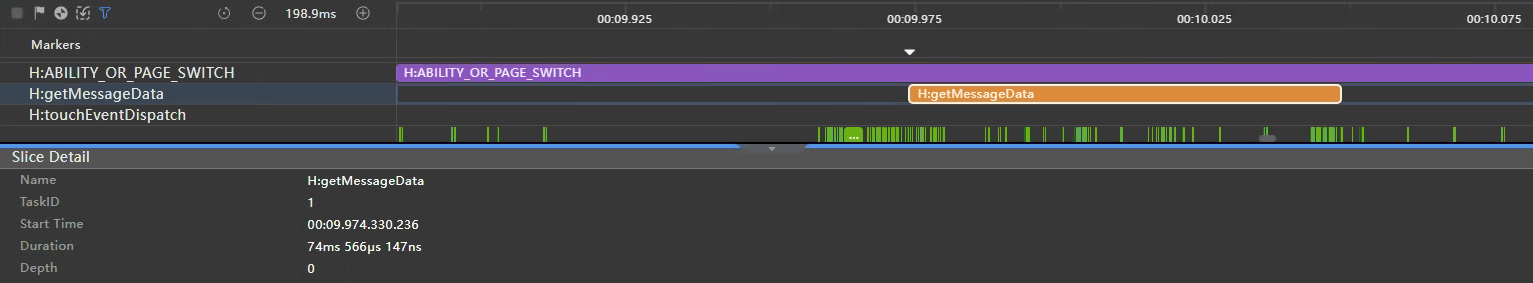 198.9ms 00:09.925 00:09.975 00:10.025 00:10.075
Markers
H:ABILITY_OR_PAGE_SWITCH H:ABILITY_OR_PAGE_SWITCH
H:getMessageData H:getMessageData
H:touchEventDispatch
...
Slice Detail
Name H:getMessageData
TaskID 1
Start Time 00:09.974.330.236
Duration 74ms 566μs 147ns
Depth 0